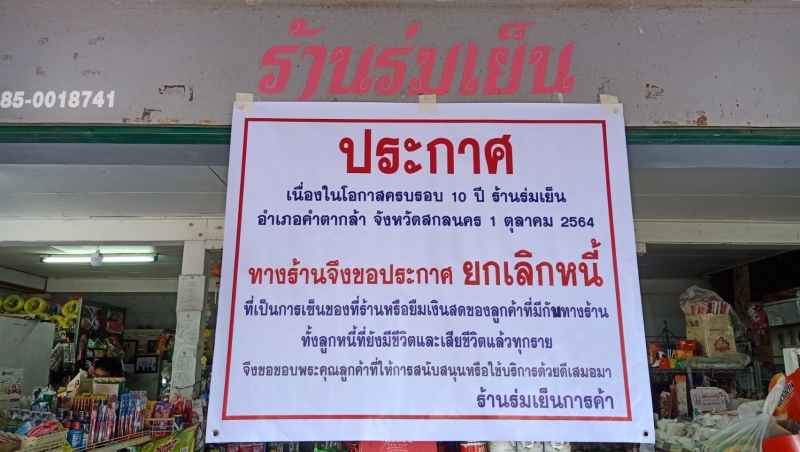 ร้านร่มเย็น
85-0018741
ประกาศ
เนื่องในโอกาสครบรอบ 10 ปี ร้านร่มเย็น
อำเภอคำตากล้า จังหวัดสกลนคร 1 ตุลาคม 2564
ทางร้านจึงขอประกาศ ยกเลิกหนี้
ที่เป็นการเซ็นของที่ร้านหรือยืมเงินสดของลูกค้าที่มีกับทางร้าน
ทั้งลูกหนี้ที่ยังมีชีวิตและเสียชีวิตแล้วทุกราย
จึงขอขอบพระคุณลูกค้าที่ให้การสนับสนุนหรือใช้บริการด้วยดีเสมอมา
ร้านร่มเย็นการค้า